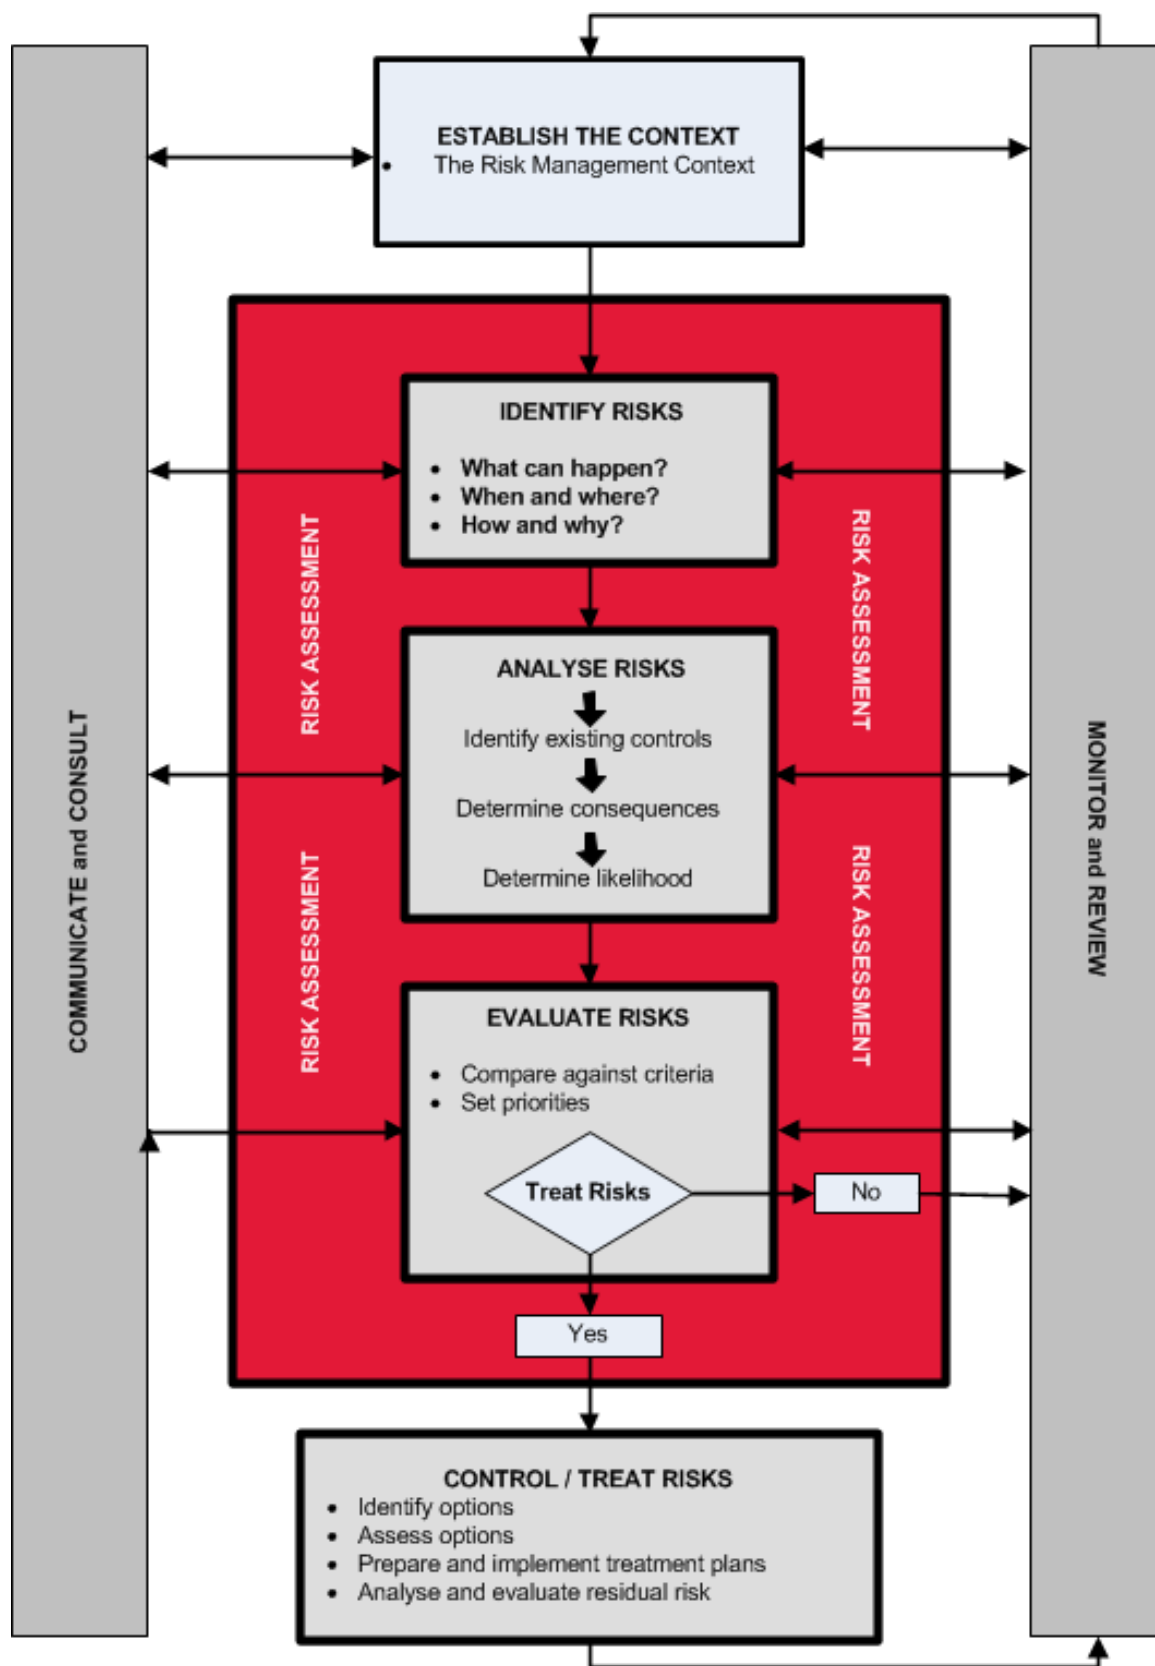 ESTABLISH THE CONTEXT
• The Risk Management Context
IDENTIFY RISKS
• What can happen?
• When and where?
• How and why?
RISK ASSESSMENT
RISK ASSESSMENT
ANALYSE RISKS
Identify existing controls
Determine consequences
Determine likelihood
COMMUNICATE and CONSULT
MONITOR and REVIEW
RISK ASSESSMENT
RISK ASSESSMENT
EVALUATE RISKS
• Compare against criteria
• Set priorities
Treat Risks
No
Yes
CONTROL / TREAT RISKS
• Identify options
• Assess options
• Prepare and implement treatment plans
• Analyse and evaluate residual risk